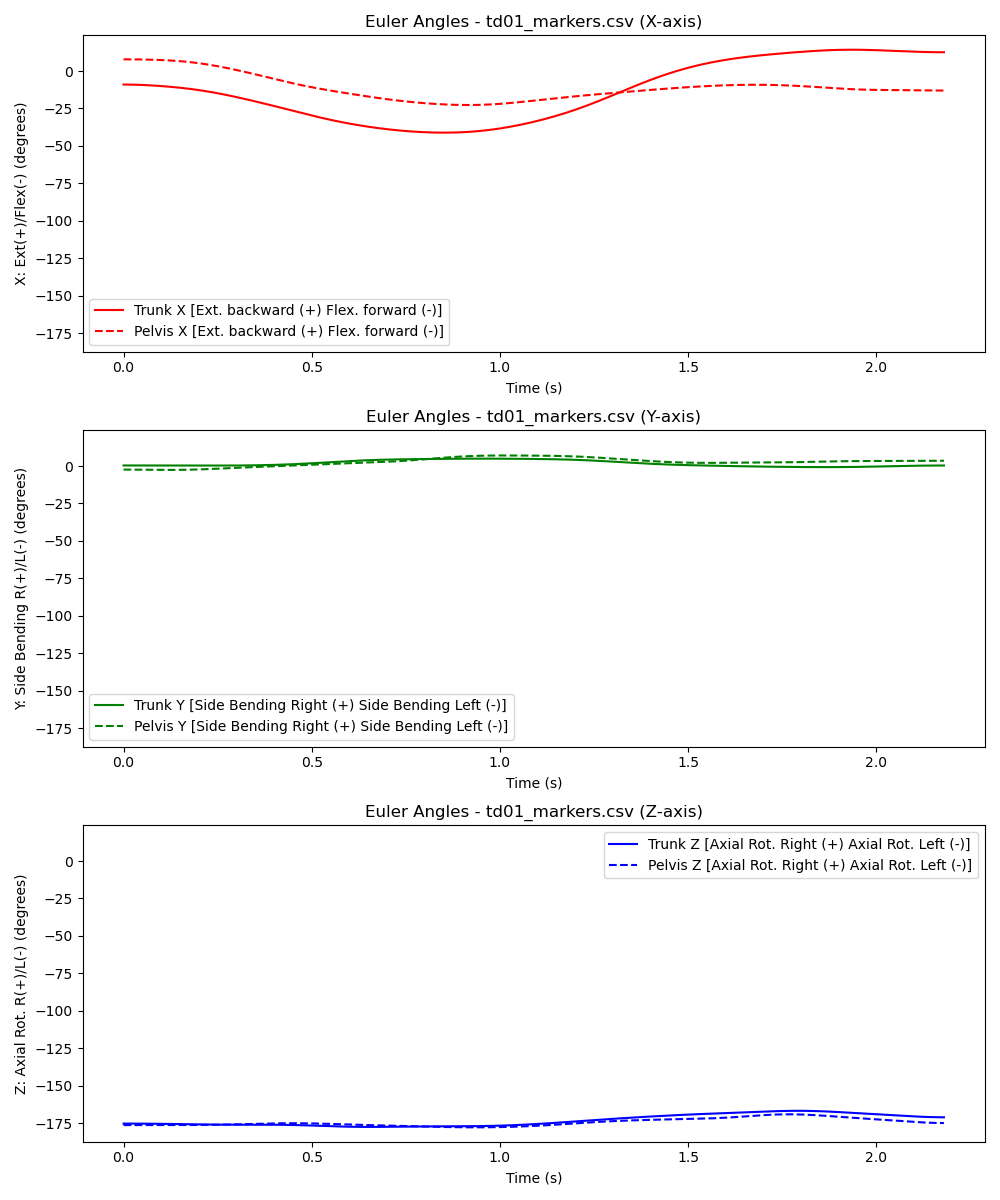 Euler Angles - td01_markers.csv (X-axis)
X: Ext(+)/Flex(-) (degrees)
0
−25
−50
−75
−100
−125
−150
−175
Trunk X [Ext. backward (+) Flex. forward (-)]
Pelvis X [Ext. backward (+) Flex. forward (-)]
0.0 0.5 1.0 1.5 2.0
Time (s)
Euler Angles - td01_markers.csv (Y-axis)
Y: Side Bending R(+)/L(-) (degrees)
0
−25
−50
−75
−100
−125
−150
−175
Trunk Y [Side Bending Right (+) Side Bending Left (-)]
Pelvis Y [Side Bending Right (+) Side Bending Left (-)]
0.0 0.5 1.0 1.5 2.0
Time (s)
Euler Angles - td01_markers.csv (Z-axis)
Z: Axial Rot. R(+)/L(-) (degrees)
Trunk Z [Axial Rot. Right (+) Axial Rot. Left (-)]
Pelvis Z [Axial Rot. Right (+) Axial Rot. Left (-)]
0
−25
−50
−75
−100
−125
−150
−175
0.0 0.5 1.0 1.5 2.0
Time (s)